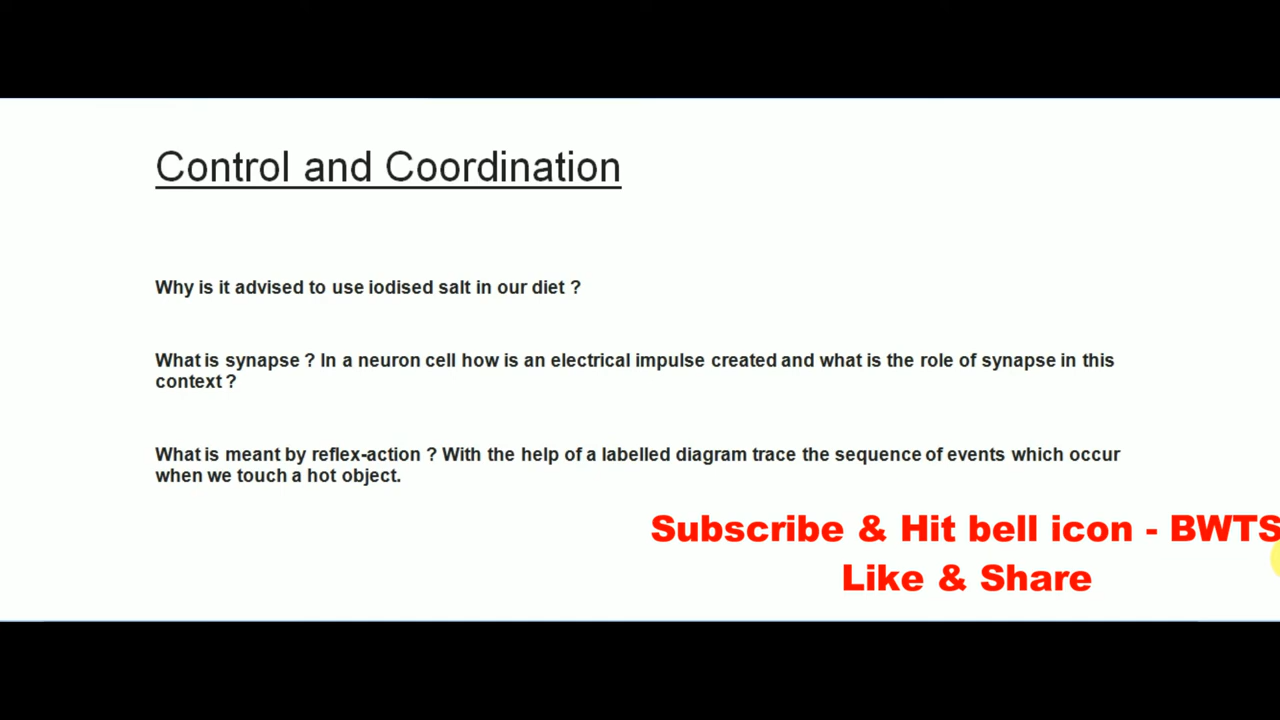 Control and Coordination
Why is it advised to use iodised salt in our diet ?
What is synapse ? In a neuron cell how is an electrical impulse created and what is the role of synapse in this
context ?
What is meant by reflex-action ? With the help of a labelled diagram trace the sequence of events which occur
when we touch a hot object.
Subscribe & Hit bell icon - BWTS
Like & Share